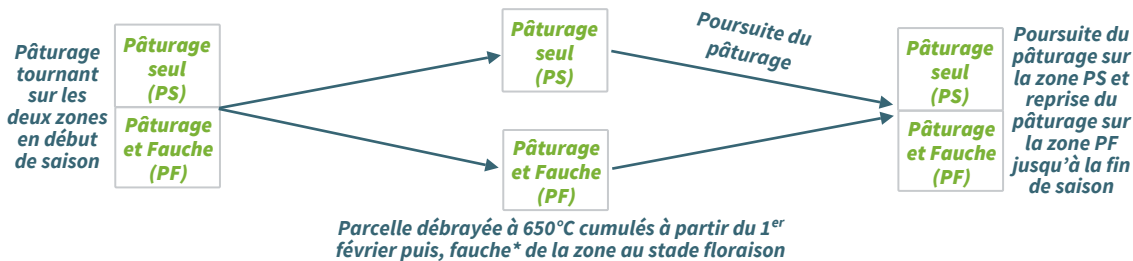 Pâturage
tournant
sur les
deux zones
en début
de saison
Pâturage
seul
(PS)
Pâturage
et Fauche
(PF)
Pâturage
seul
(PS)
Pâturage
et Fauche
(PF)
Parcelle débrayée à 650°C cumulés à partir du 1er
février puis, fauche* de la zone au stade floraison
Poursuite du
pâturage
Pâturage
seul
(PS)
Pâturage
et Fauche
(PF)
Poursuite du
pâturage sur
la zone PS et
reprise du
pâturage sur
la zone PF
jusqu’à la fin
de saison